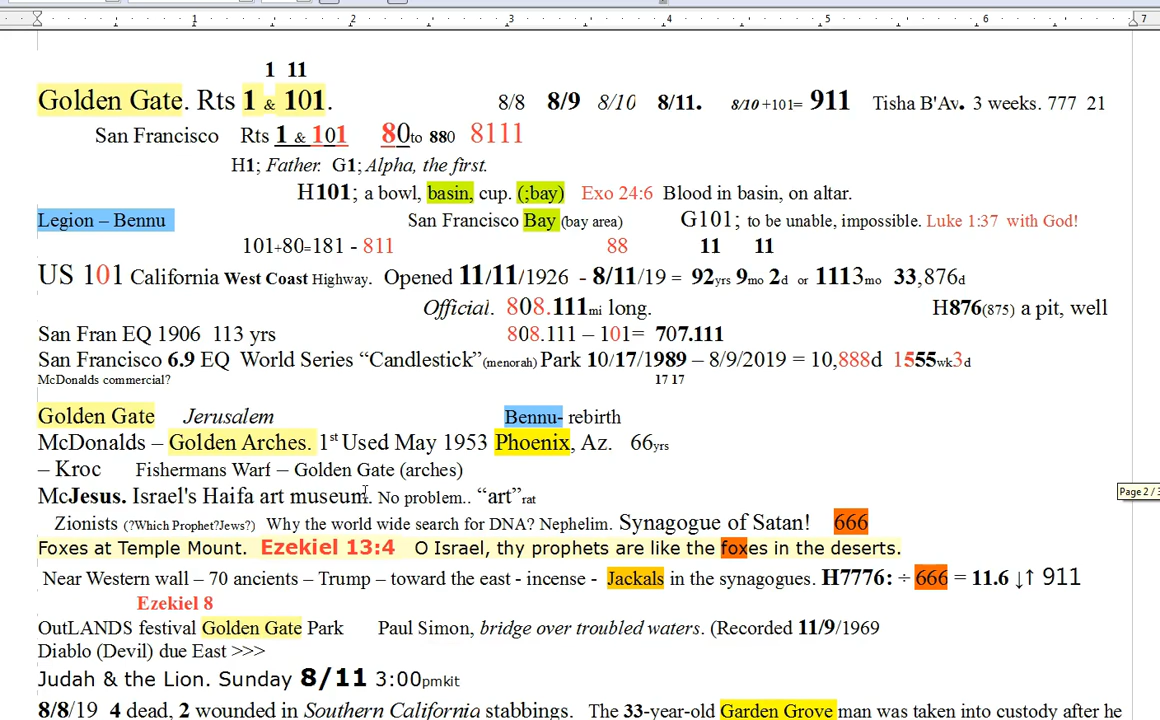 1 2 3 4 5 6 7
1 11
Golden Gate. Rts 1 & 101. 8/8 8/9 8/10 8/11. 8/10 +101= 911 Tisha B'Av. 3 weeks. 777 21
San Francisco Rts 1 & 101 80to 880 8111
H1; Father. G1; Alpha, the first.
H101; a bowl, basin, cup. (;bay) Exo 24:6 Blood in basin, on altar.
Legion – Bennu San Francisco Bay (bay area) G101; to be unable, impossible. Luke 1:37 with God!
101+80=181 - 811 88 11 11
US 101 California West Coast Highway. Opened 11/11/1926 - 8/11/19 = 92yrs 9mo 2d or 1113mo 33,876d
Official. 808.111mi long. H876(875) a pit, well
San Fran EQ 1906 113 yrs 808.111 – 101= 707.111
San Francisco 6.9 EQ World Series “Candlestick”(menorah) Park 10/17/1989 – 8/9/2019 = 10,888d 1555wk3d
McDonalds commercial? 17 17
Golden Gate Jerusalem Bennu- rebirth
McDonalds – Golden Arches. 1st Used May 1953 Phoenix, Az. 66yrs
– Kroc Fishermans Warf – Golden Gate (arches)
McJesus. Israel's Haifa art museum. No problem.. “art”rat
Page 2 / 3
Zionists (?Which Prophet?Jews?) Why the world wide search for DNA? Nephelim. Synagogue of Satan! 666
Foxes at Temple Mount. Ezekiel 13:4 O Israel, thy prophets are like the foxes in the deserts.
Near Western wall – 70 ancients – Trump – toward the east - incense - Jackals in the synagogues. H7776: ÷ 666 = 11.6 ↓↑ 911
Ezekiel 8
OutLANDS festival Golden Gate Park Paul Simon, bridge over troubled waters. (Recorded 11/9/1969
Diablo (Devil) due East >>>
Judah & the Lion. Sunday 8/11 3:00pmkit
8/8/19 4 dead, 2 wounded in Southern California stabbings. The 33-year-old Garden Grove man was taken into custody after he